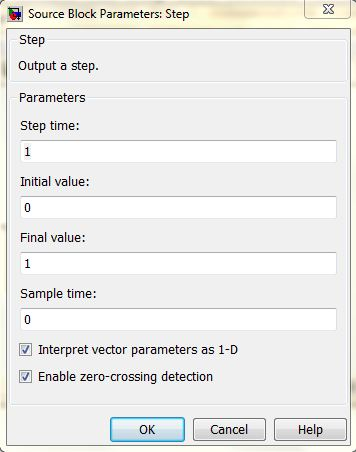 Source Block Parameters: Step
Step
Output a step.
Parameters
Step time:
1
Initial value:
0
Final value:
1
Sample time:
0
Interpret vector parameters as 1-D
Enable zero-crossing detection
OK Cancel Help